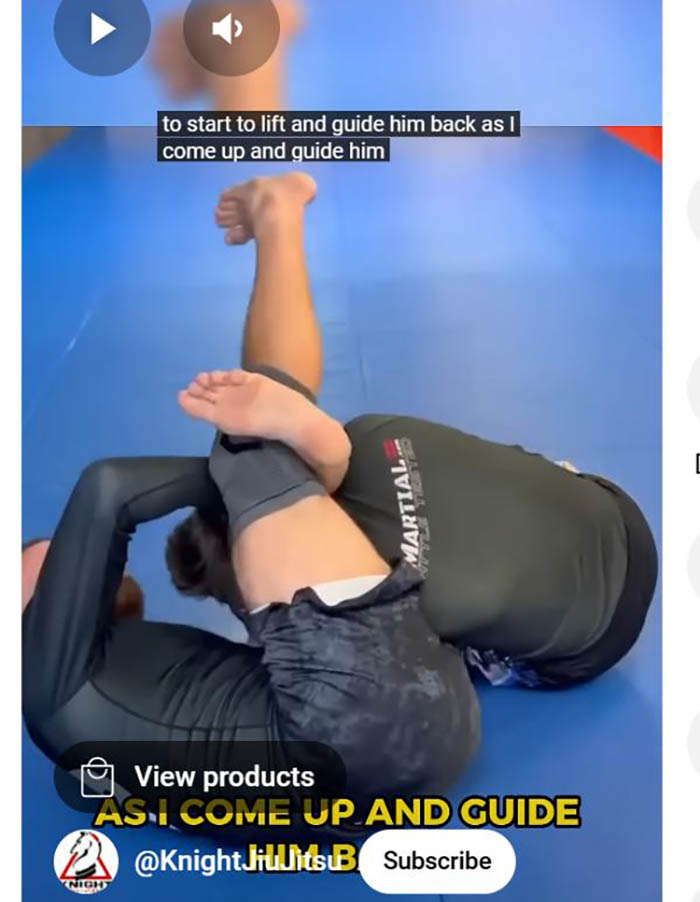 to start to lift and guide him back as I
come up and guide him
MARTIAL
View products
AS I COME UP AND GUIDE
@KnightJiuJitsu
Subscribe
KNIGHT